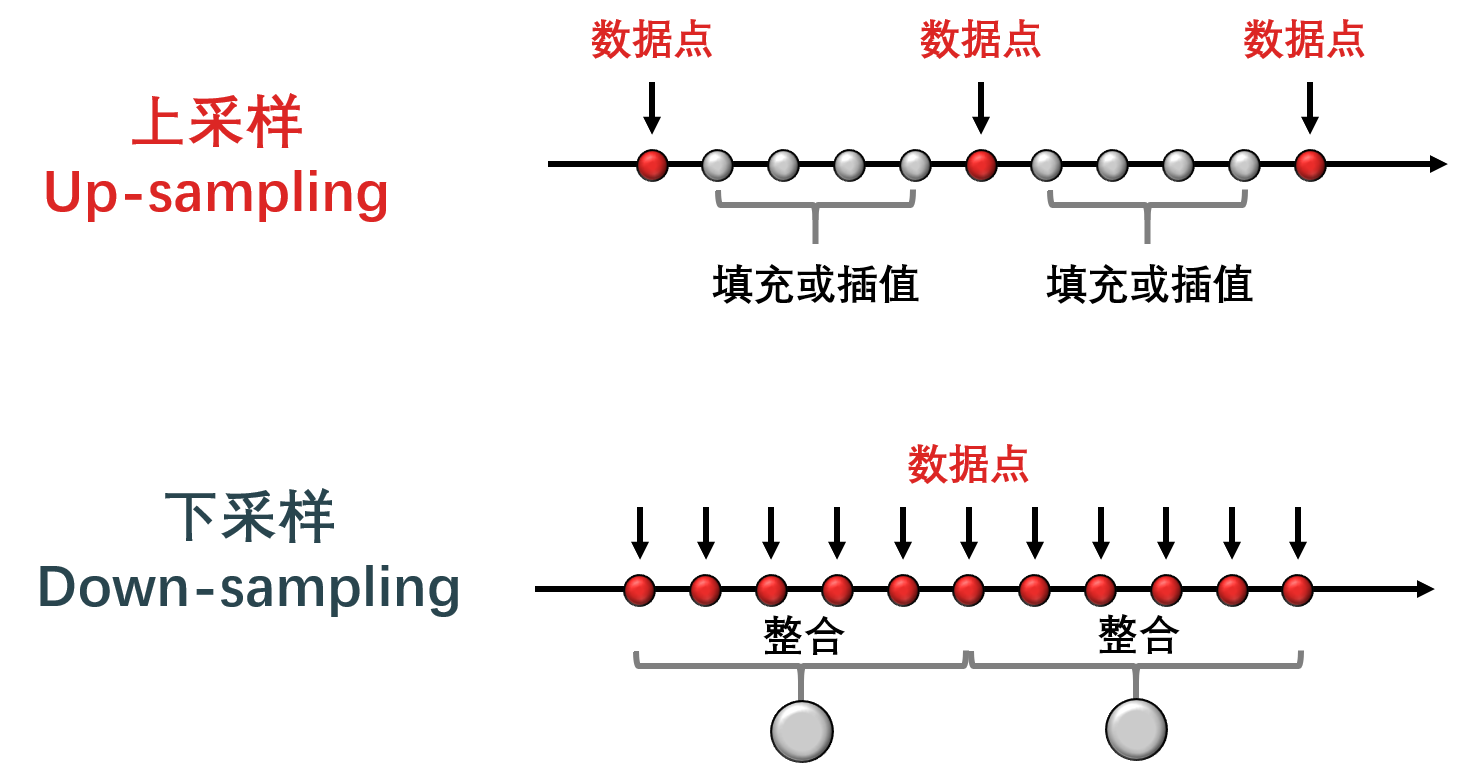 数据点 数据点 数据点
上采样
Up-sampling
填充或插值 填充或插值
数据点
下采样
Down-sampling
整合 整合